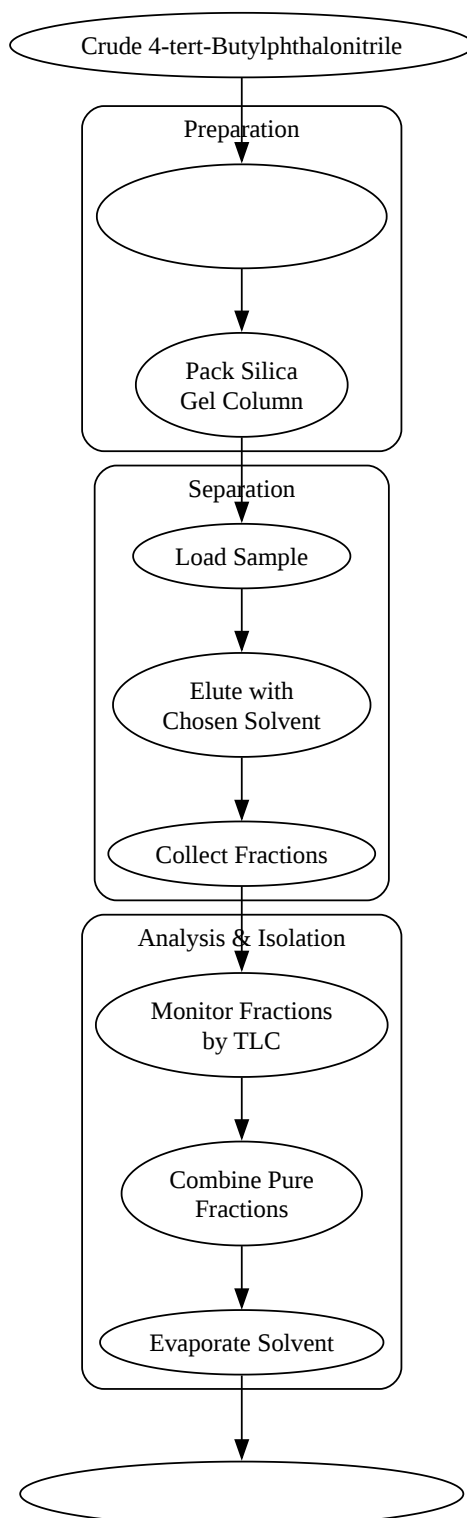 Crude 4-tert-Butylphthalonitrile
Preparation
Pack Silica
Gel Column
Separation
Load Sample
Elute with
Chosen Solvent
Collect Fractions
Analysis & Isolation
Monitor Fractions
by TLC
Combine Pure
Fractions
Evaporate Solvent